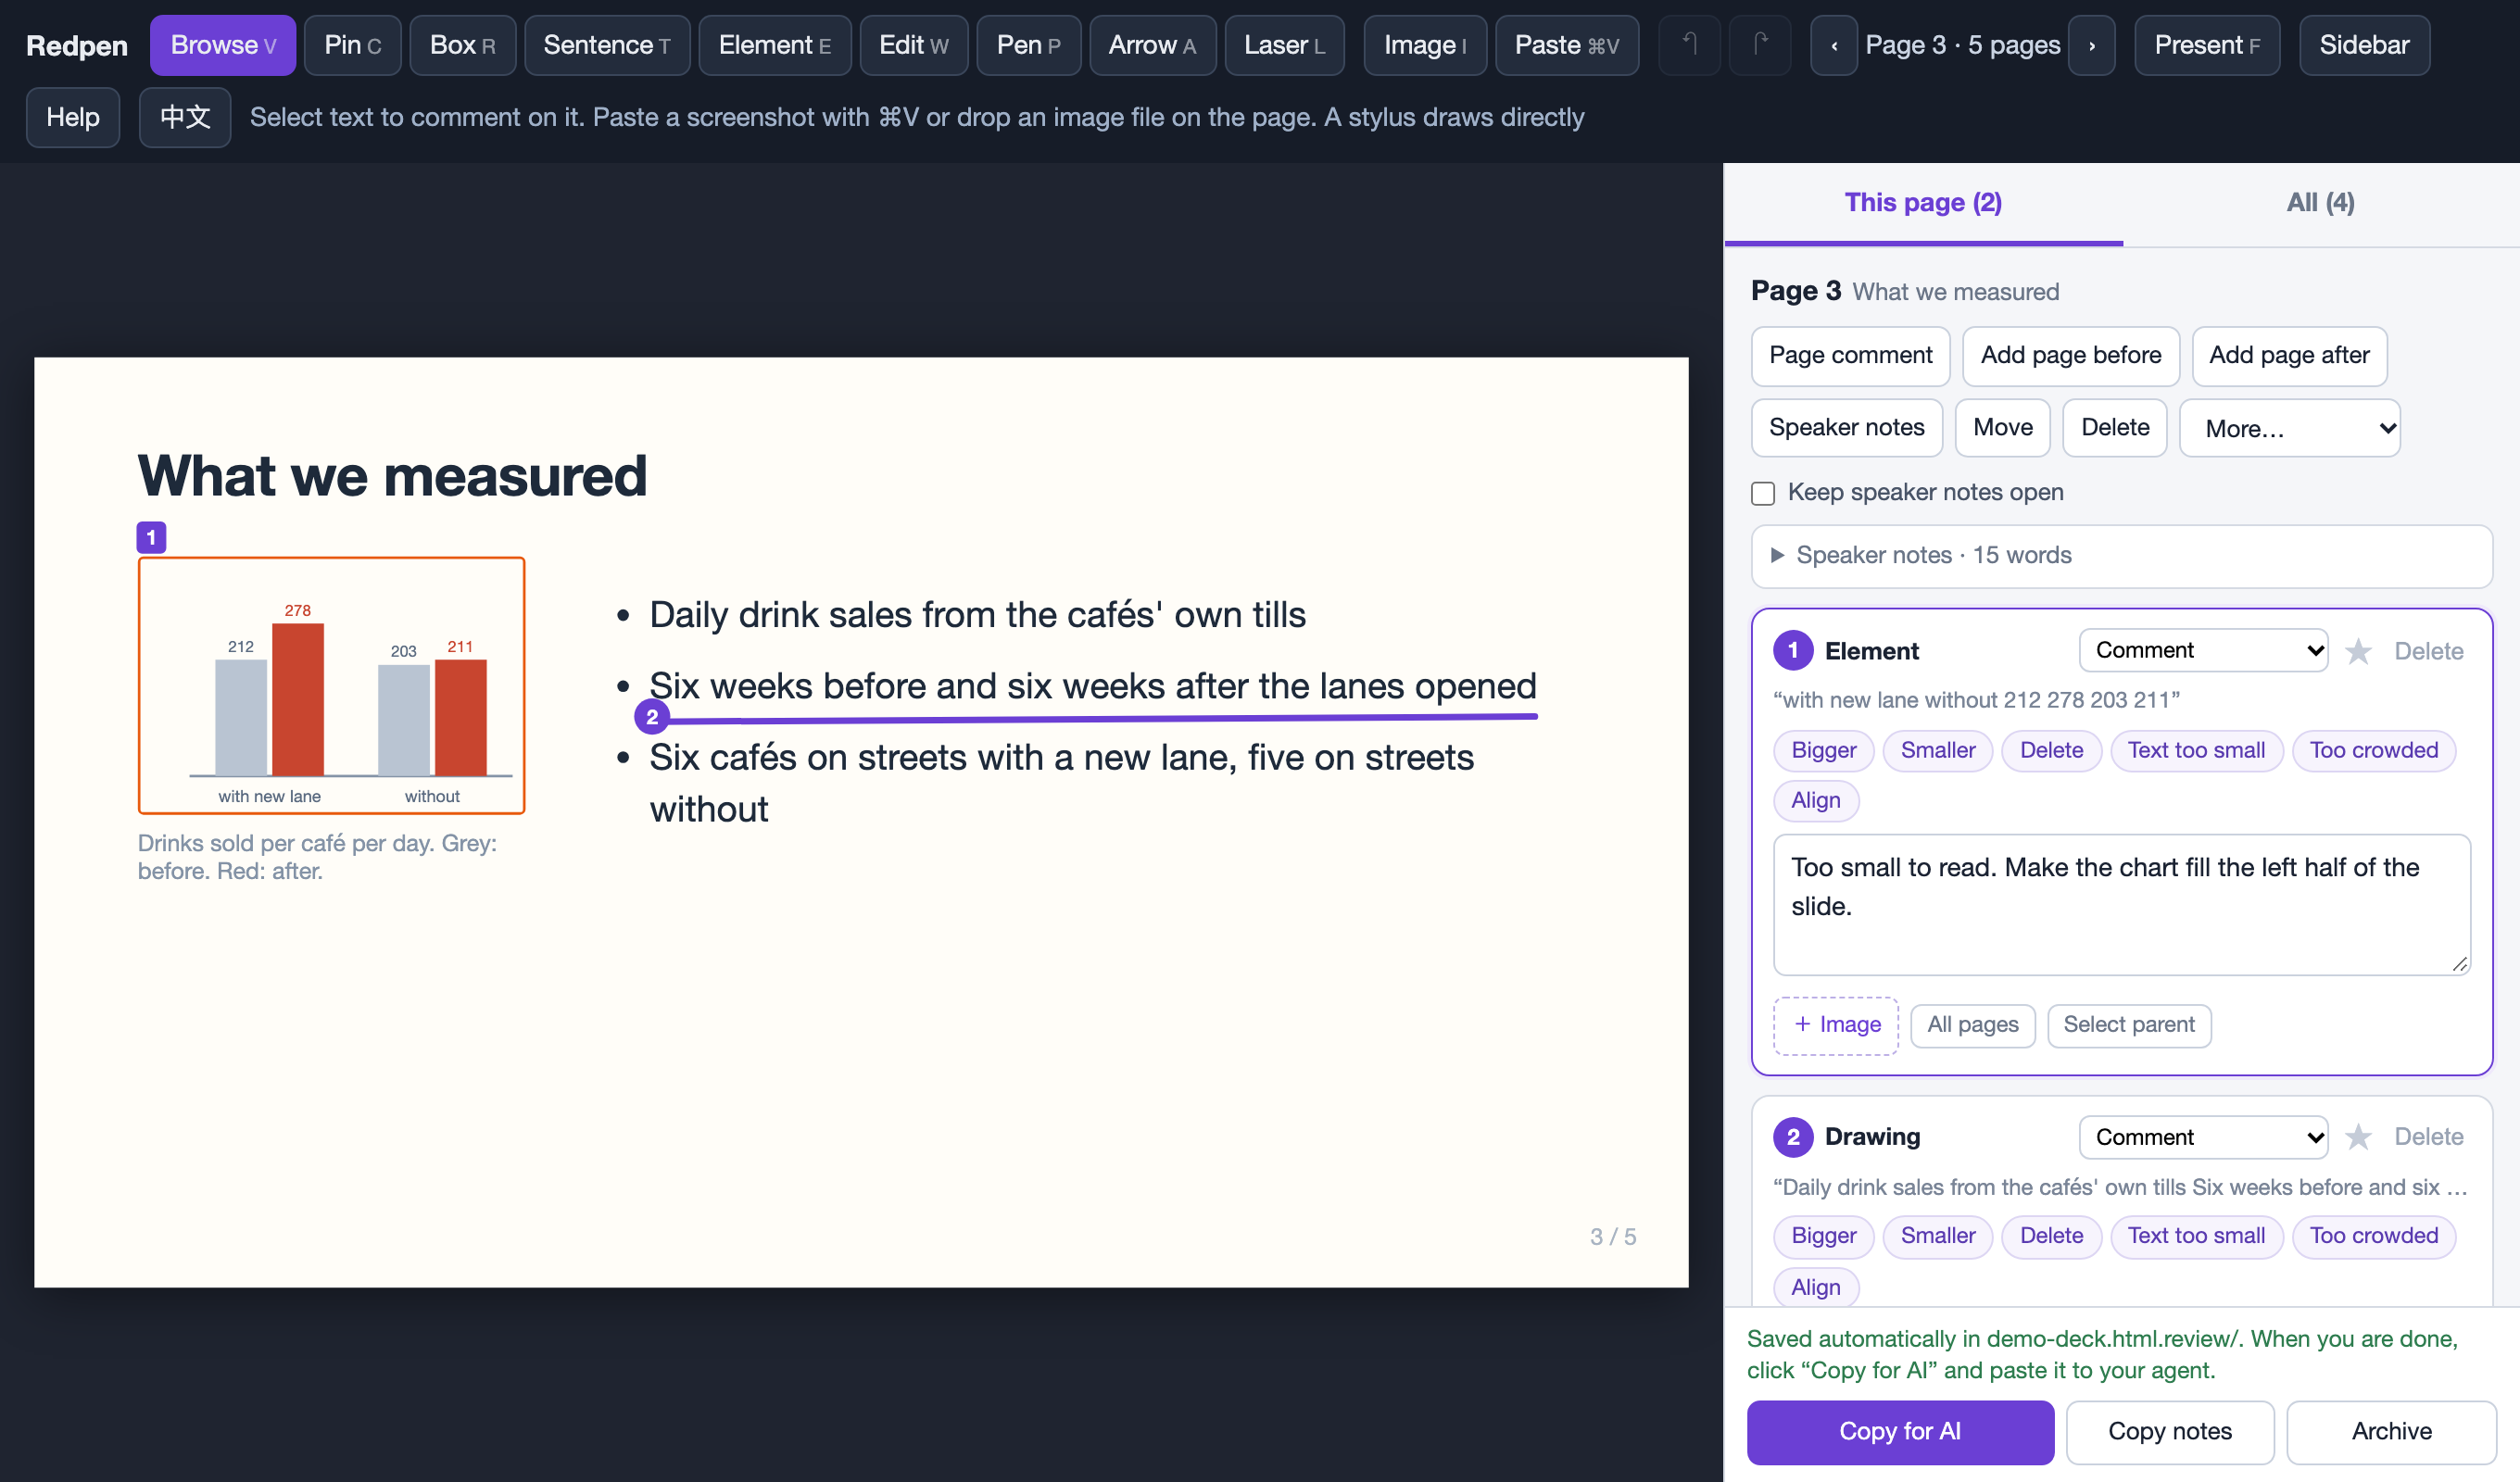 Redpen Browse V Pin C Box R Sentence T Element E Edit W Pen P Arrow A Laser L Image I Paste ⌘V ‹ Page 3 · 5 pages › Present F Sidebar
Help 中文 Select text to comment on it. Paste a screenshot with ⌘V or drop an image file on the page. A stylus draws directly
What we measured
1
278
212
203
211
with new lane
without
Drinks sold per café per day. Grey:
before. Red: after.
• Daily drink sales from the cafés' own tills
• Six weeks before and six weeks after the lanes opened
2
• Six cafés on streets with a new lane, five on streets
without
3 / 5
This page (2) All (4)
Page 3 What we measured
Page comment Add page before Add page after
Speaker notes Move Delete More…
Keep speaker notes open
▶ Speaker notes · 15 words
1 Element Comment ★ Delete
“with new lane without 212 278 203 211”
Bigger Smaller Delete Text too small Too crowded
Align
Too small to read. Make the chart fill the left half of the
slide.
+ Image All pages Select parent
2 Drawing Comment ★ Delete
“Daily drink sales from the cafés' own tills Six weeks before and six …
Bigger Smaller Delete Text too small Too crowded
Align
Saved automatically in demo-deck.html.review/. When you are done,
click “Copy for AI” and paste it to your agent.
Copy for AI Copy notes Archive